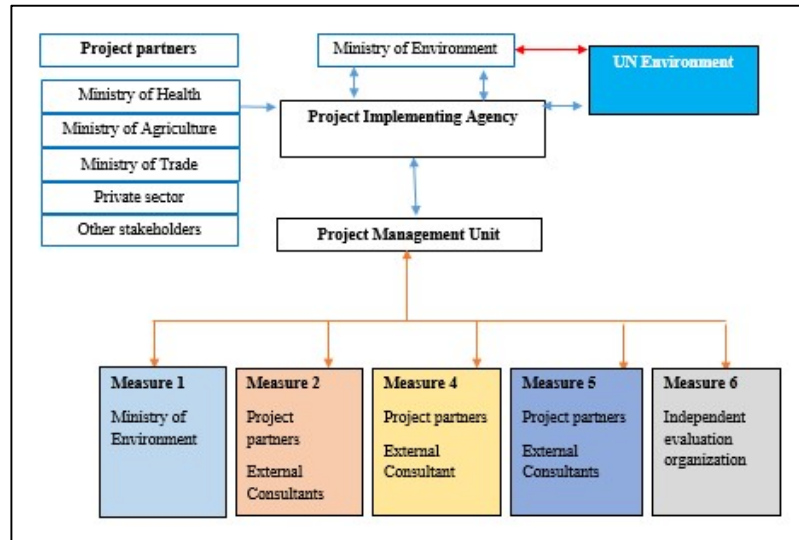 Project partners
Ministry of Environment
UN Environment
Ministry of Health
Ministry of Agriculture
Ministry of Trade
Private sector
Other stakeholders
Project Implementing Agency
Project Management Unit
Measure 1
Ministry of
Environment
Measure 2
Project
partners
External
Consultants
Measure 4
Project partners
External
Consultant
Measure 5
Project partners
External
Consultants
Measure 6
Independent
evaluation
organization